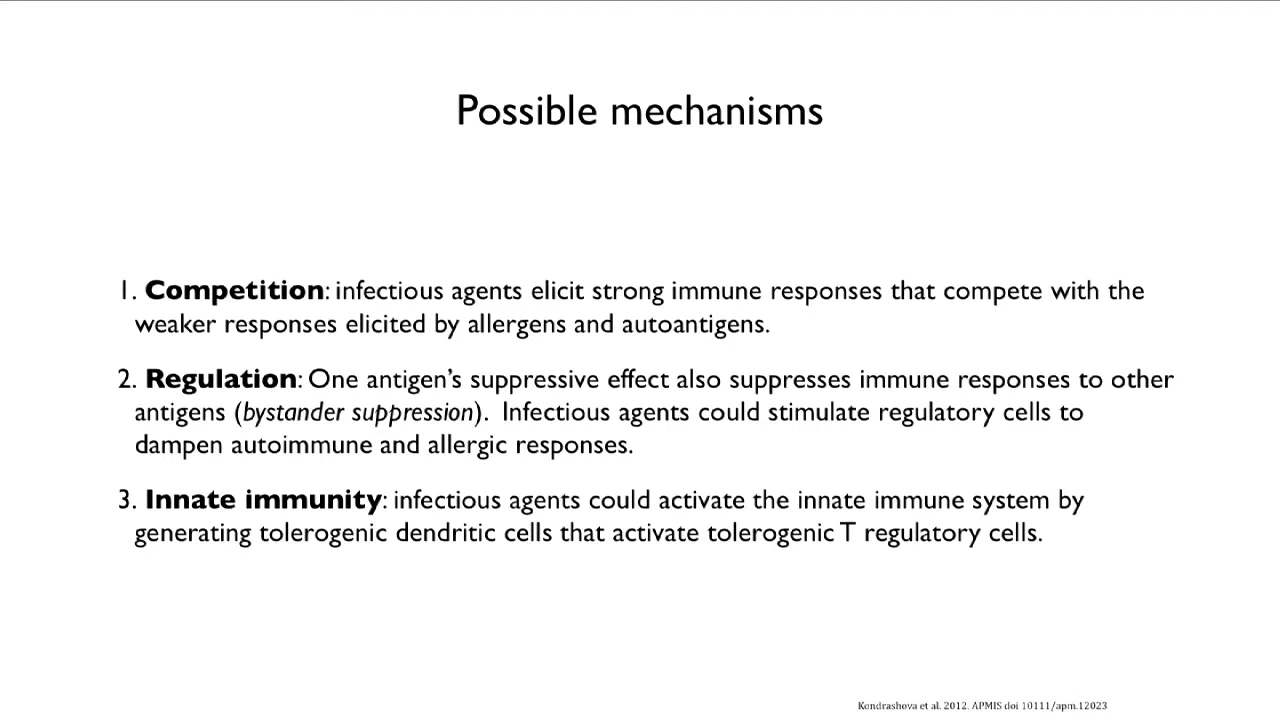 Possible mechanisms
1. Competition: infectious agents elicit strong immune responses that compete with the
weaker responses elicited by allergens and autoantigens.
2. Regulation: One antigen’s suppressive effect also suppresses immune responses to other
antigens (bystander suppression). Infectious agents could stimulate regulatory cells to
dampen autoimmune and allergic responses.
3. Innate immunity: infectious agents could activate the innate immune system by
generating tolerogenic dendritic cells that activate tolerogenic T regulatory cells.
Kondrashova et al. 2012. APMIS doi 10111/apm.12023